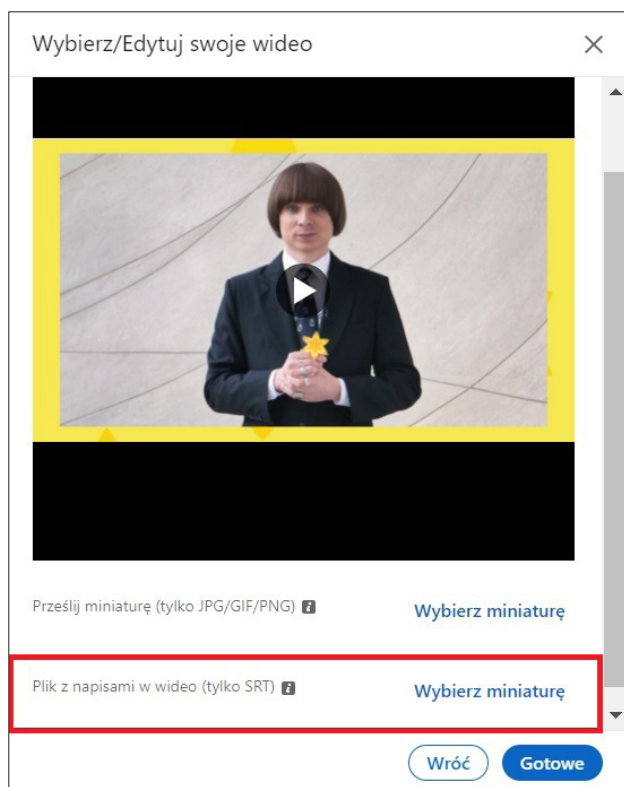 Wybierz/Edytuj swoje wideo
Prześlij miniaturę (tylko JPG/GIF/PNG)
Wybierz miniaturę
Plik z napisami w wideo (tylko SRT)
Wybierz miniaturę
Wróć
Gotowe